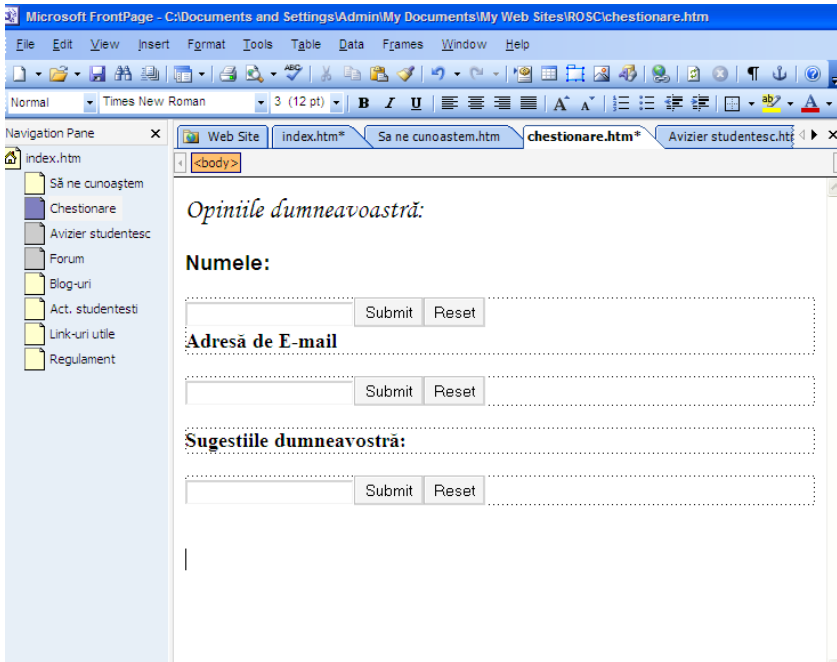 Microsoft FrontPage - C:\Documents and Settings\Admin\My Documents\My Web Sites\ROSC\chestionare.htm
File Edit View Insert Format Tools Table Data Frames Window Help
Normal Times New Roman 3 (12 pt) B I U A A ab A
Navigation Pane
Web Site index.htm* Sa ne cunoastem.htm chestionare.htm* Avizier studentesc.ht
index.htm
Să ne cunoaştem
Chestionare
Avizier studentesc
Forum
Blog-uri
Act. studentesti
Link-uri utile
Regulament
<body>
Opiniile dumneavoastră:
Numele:
Submit Reset
Adresă de E-mail
Submit Reset
Sugestiile dumneavostră:
Submit Reset